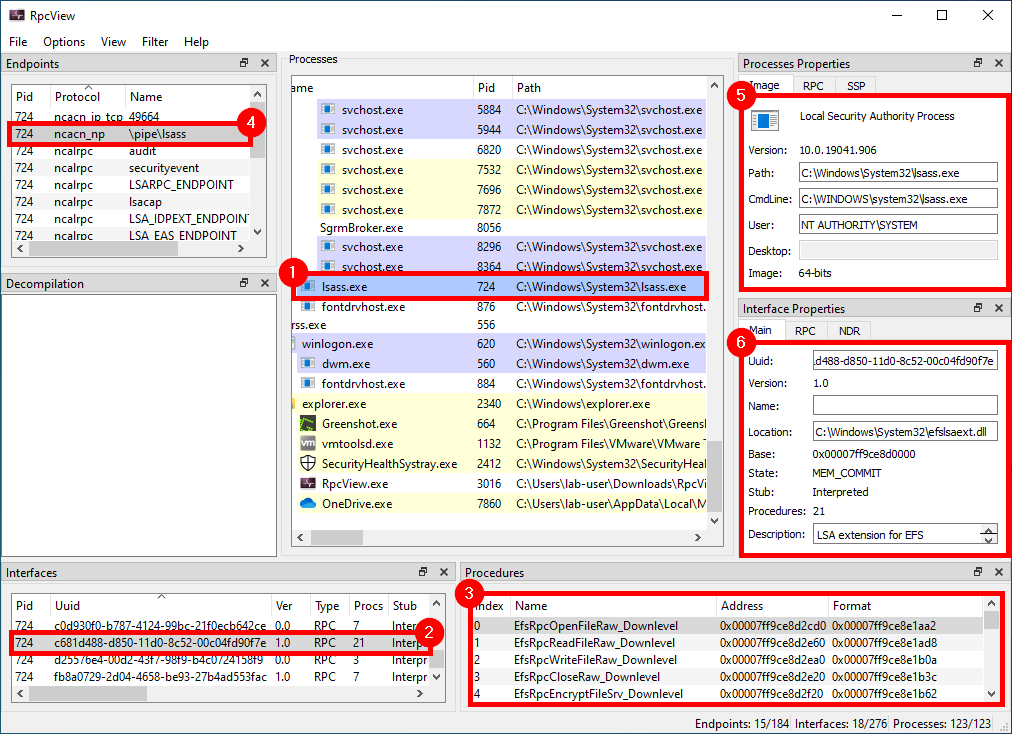 RpcView
File Options View Filter Help
Endpoints
Pid Protocol Name
724 ncacn_ip_tcp 49664
724 ncacn_np \pipe\lsass
724 ncalrpc audit
724 ncalrpc securityevent
724 ncalrpc LSARPC_ENDPOINT
724 ncalrpc lsacap
724 ncalrpc LSA_IDPEXT_ENDPOINT
724 ncalrpc LSA_EAS_ENDPOINT
4
Decompilation
Processes
ame Pid Path
svchost.exe 5884 C:\Windows\System32\svchost.exe
svchost.exe 5944 C:\Windows\System32\svchost.exe
svchost.exe 6820 C:\Windows\System32\svchost.exe
svchost.exe 7532 C:\Windows\System32\svchost.exe
svchost.exe 7696 C:\Windows\System32\svchost.exe
svchost.exe 7872 C:\Windows\System32\svchost.exe
SgrmBroker.exe 8056
svchost.exe 8296 C:\Windows\System32\svchost.exe
svchost.exe 8364 C:\Windows\System32\svchost.exe
1
lsass.exe 724 C:\Windows\System32\lsass.exe
fontdrvhost.exe 876 C:\Windows\System32\fontdrvhost.
rss.exe 556
winlogon.exe 620 C:\Windows\System32\winlogon.ex
dwm.exe 560 C:\Windows\System32\dwm.exe
fontdrvhost.exe 884 C:\Windows\System32\fontdrvhost.
explorer.exe 2340 C:\Windows\explorer.exe
Greenshot.exe 664 C:\Program Files\Greenshot\Greensh
vm vmtoolsd.exe 1132 C:\Program Files\VMware\VMware T
SecurityHealthSystray.exe 2412 C:\Windows\System32\SecurityHeal
RpcView.exe 3016 C:\Users\lab-user\Downloads\RpcVi
OneDrive.exe 7860 C:\Users\lab-user\AppData\Local\M
Processes Properties
Image RPC SSP
5
Local Security Authority Process
Version: 10.0.19041.906
Path: C:\Windows\System32\lsass.exe
CmdLine: C:\WINDOWS\system32\lsass.exe
User: NT AUTHORITY\SYSTEM
Desktop:
Image: 64-bits
Interface Properties
Main RPC NDR
6
Uuid: .d488-d850-11d0-8c52-00c04fd90f7e
Version: 1.0
Name:
Location: C:\Windows\System32\efslsaext.dll
Base: 0x00007ff9ce8d0000
State: MEM_COMMIT
Stub: Interpreted
Procedures: 21
Description: LSA extension for EFS
Interfaces
Pid Uuid Ver Type Procs Stub
724 c0d930f0-b787-4124-99bc-21f0ecb642ce 0.0 RPC 7 Interpr
724 c681d488-d850-11d0-8c52-00c04fd90f7e 1.0 RPC 21 Interpr
724 d25576e4-00d2-43f7-98f9-b4c0724158f9 0.0 RPC 3 Interpr
724 fb8a0729-2d04-4658-be93-27b4ad553fac 1.0 RPC 7 Interpr
2
Procedures
3
Index Name Address Format
0 EfsRpcOpenFileRaw_Downlevel 0x00007ff9ce8d2cd0 0x00007ff9ce8e1aa2
1 EfsRpcReadFileRaw_Downlevel 0x00007ff9ce8d2e60 0x00007ff9ce8e1ad8
2 EfsRpcWriteFileRaw_Downlevel 0x00007ff9ce8d2ea0 0x00007ff9ce8e1b0a
3 EfsRpcCloseRaw_Downlevel 0x00007ff9ce8d2e20 0x00007ff9ce8e1b3c
4 EfsRpcEncryptFileSrv_Downlevel 0x00007ff9ce8d2f20 0x00007ff9ce8e1b62
Endpoints: 15/184 Interfaces: 18/276 Processes: 123/123